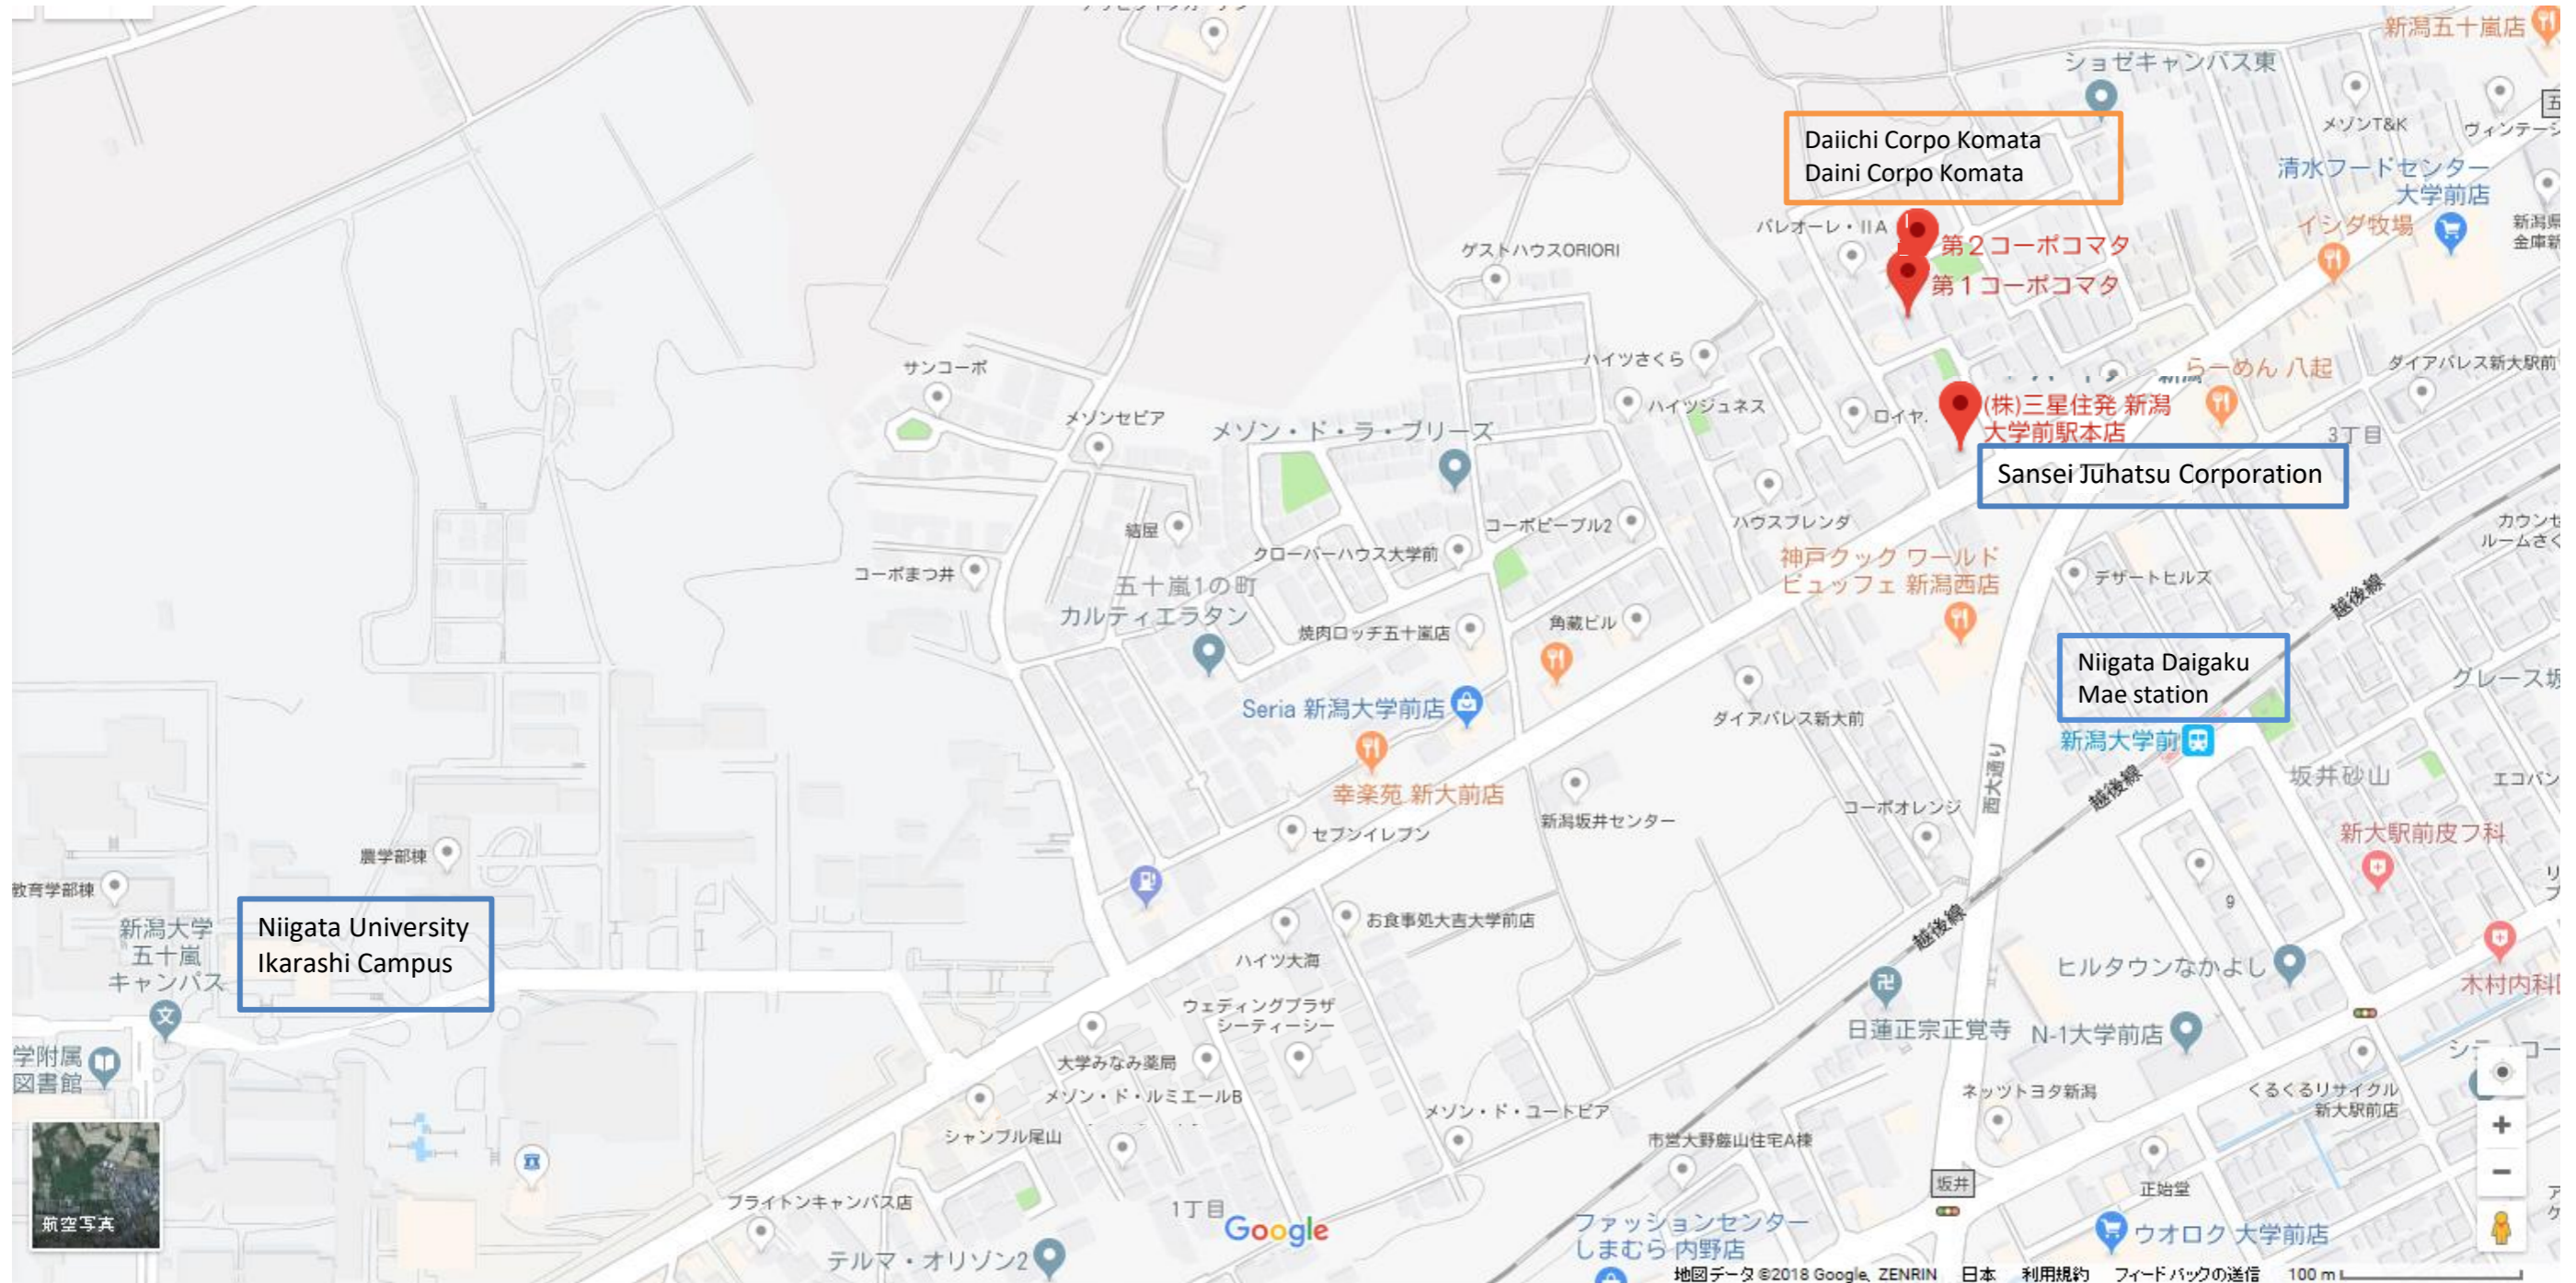 新潟五十嵐店
ショゼキャンパス東
メゾンT&K
清水フードセンター
大学前店
イシダ牧場
Daiichi Corpo Komata
Daini Corpo Komata
パレオーレ・IIA
第2コーポコマタ
第1コーポコマタ
ゲストハウスORIORI
ハイツさくら
らーめん 八起
ダイアパレス新大駅前
サンコーポ
メゾンセピア
メゾン・ド・ラ・ブリーズ
ハイツジュネス
ロイヤ.
(株)三星住発 新潟
大学前駅本店
3丁目
Sansei Juhatsu Corporation
結屋
クローバーハウス大学前
コーポピープル2
ハウスブレンダ
コーポまつ井
五十嵐1の町
カルティエラタン
神戸クック ワールド
ビュッフェ 新潟西店
デザートヒルズ
越後線
焼肉ロッヂ五十嵐店
角蔵ビル
Niigata Daigaku
Mae station
Seria 新潟大学前店
ダイアパレス新大前
新潟大学前
西大通り
越後線
坂井砂山
幸楽苑 新大前店
新潟坂井センター
コーポオレンジ
セブンイレブン
新大駅前皮フ科
農学部棟
教育学部棟
9
お食事処大吉大学前店
越後線
Niigata University
Ikarashi Campus
新潟大学
五十嵐
キャンパス
ハイツ大海
ヒルタウンなかよし
木村内科
ウェディングプラザ
シーティーシー
日蓮正宗正覚寺
N-1大学前店
学附属
図書館
大学みなみ薬局
メゾン・ド・ルミエールB
メゾン・ド・ユートピア
ネッツトヨタ新潟
くるくるリサイクル
新大駅前店
シャンブル尾山
市営大野藤山住宅A棟
坂井
正始堂
ブライトンキャンパス店
1丁目
Google
テルマ・オリゾン2
ファッションセンター
しまむら 内野店
ウオロク 大学前店
航空写真
地図データ ©2018 Google, ZENRIN 日本 利用規約 フィードバックの送信 100 m